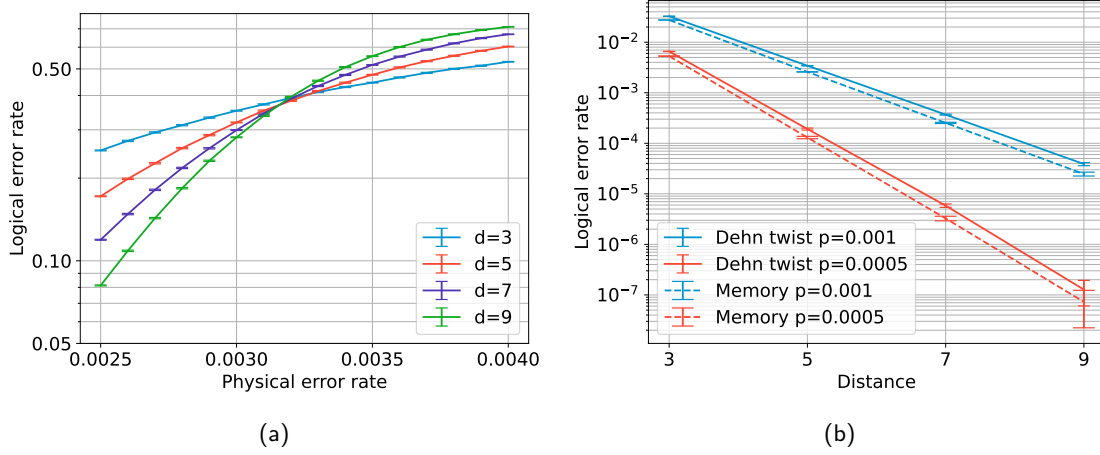 Logical error rate
0.50
0.10
0.05
0.0025
0.0030
0.0035
0.0040
Physical error rate
d=3
d=5
d=7
d=9
(a)
Logical error rate
10⁻²
10⁻³
10⁻⁴
10⁻⁵
10⁻⁶
10⁻⁷
3
5
7
9
Distance
Dehn twist p=0.001
Dehn twist p=0.0005
Memory p=0.001
Memory p=0.0005
(b)